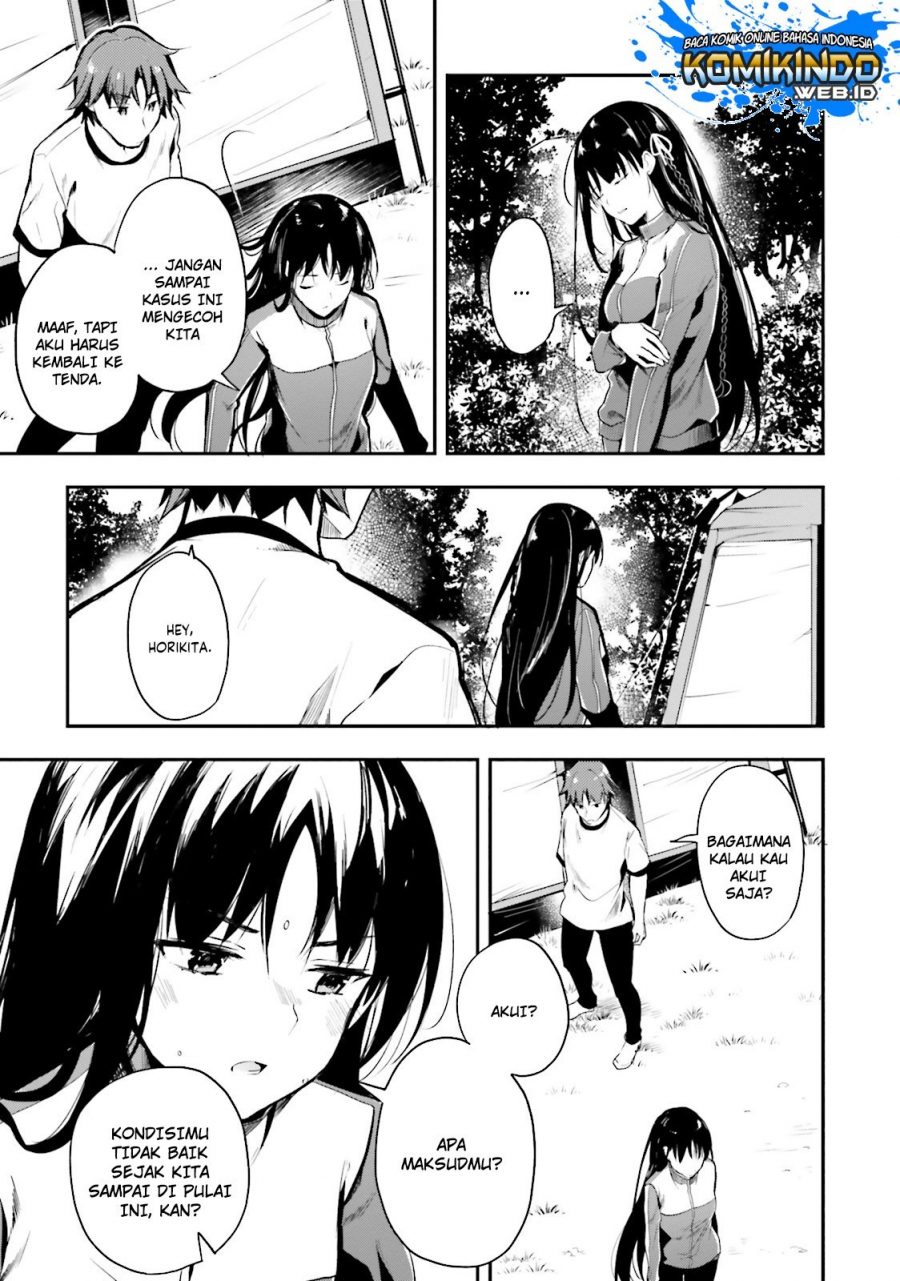 BACA KOMIK ONLINE BAHASA INDONESIA
KOMIKINDO
WEB.ID
...
... JANGAN
SAMPAI
KASUS INI
MENGECOH
KITA
MAAF, TAPI
AKU HARUS
KEMBALI KE
TENDA.
HEY,
HORIKITA.
BAGAIMANA
KALAU KAU
AKUI
SAJA?
AKUI?
APA
MAKSUDMU?
KONDISIMU
TIDAK BAIK
SEJAK KITA
SAMPAI DI PULAI
INI, KAN?